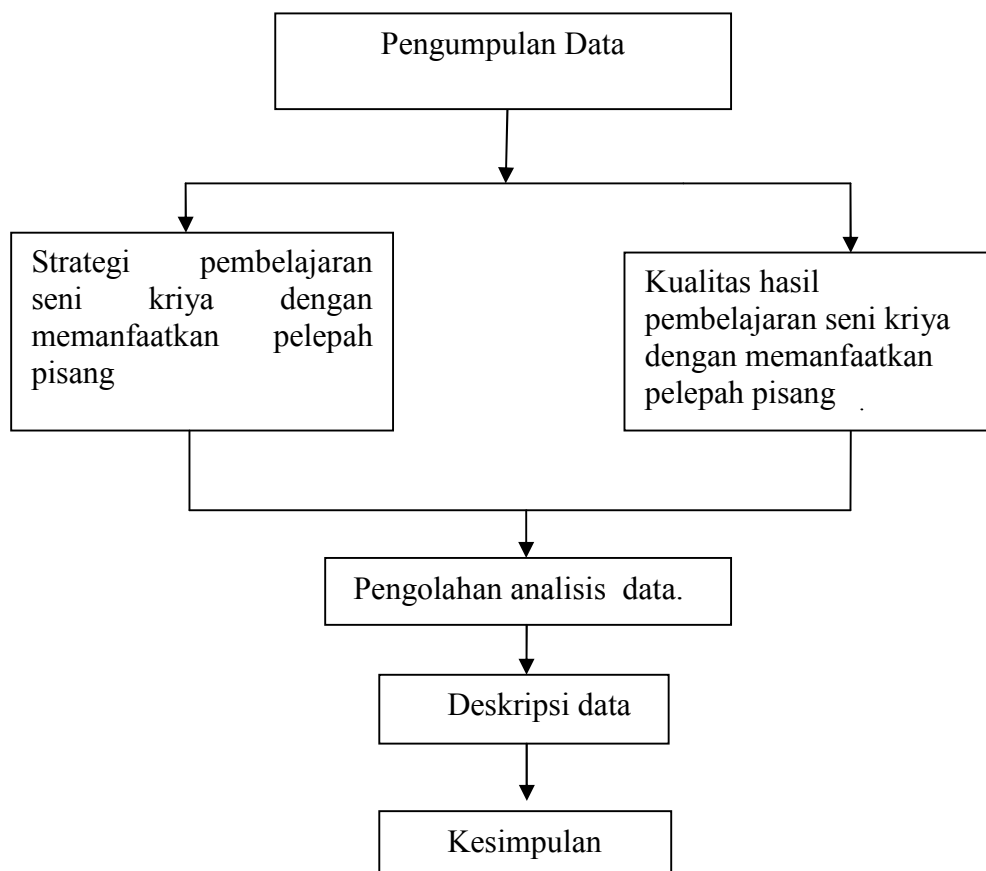 Pengumpulan Data
Strategi pembelajaran
seni kriya dengan
memanfaatkan pelepah
pisang
Kualitas hasil
pembelajaran seni kriya
dengan memanfaatkan
pelepah pisang .
Pengolahan analisis data.
Deskripsi data
Kesimpulan